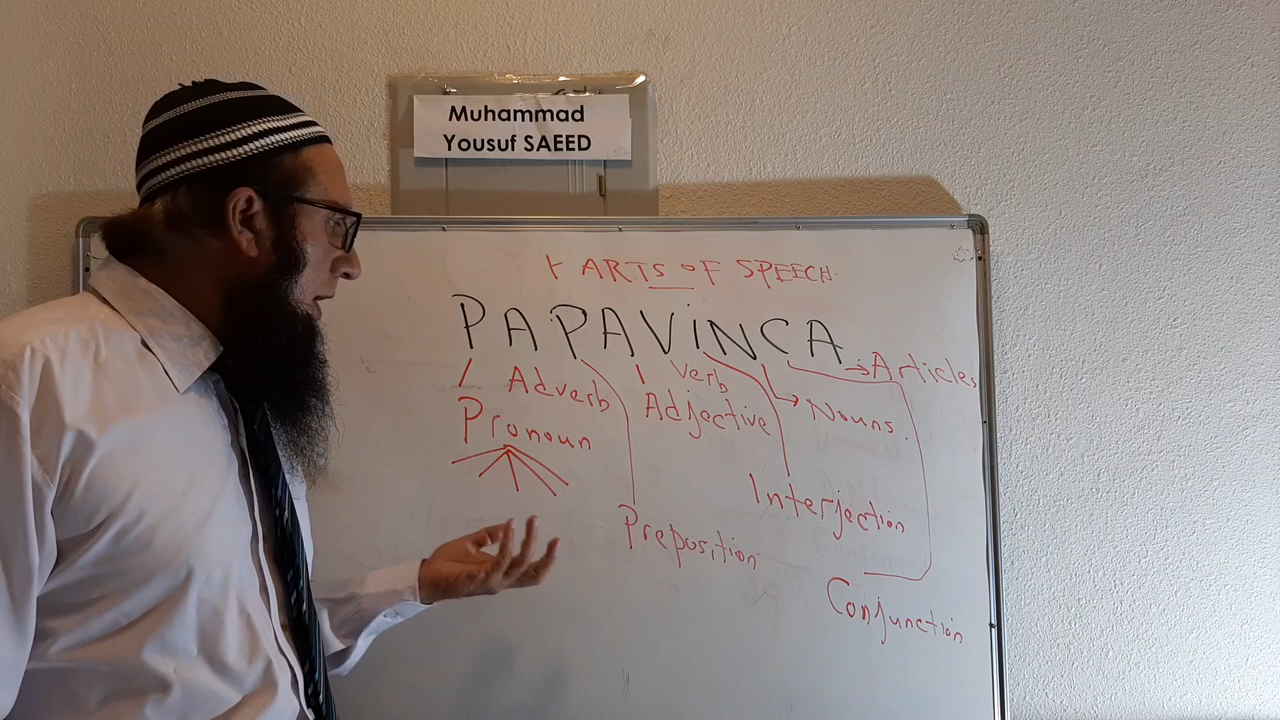 Muhammad
Yousuf SAEED
PARTS OF SPEECH
PAPAViNCA
Articles
Adverb
Verb
Pronoun
Adjective
Nouns.
Interjection
Preposition
Conjunction